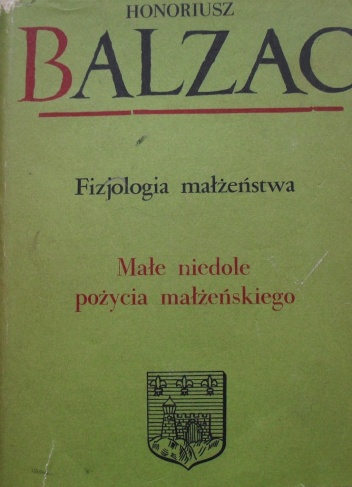 HONORIUSZ
BALZAC
Fizjologia małżeństwa
Małe niedole
pożycia małżeńskiego